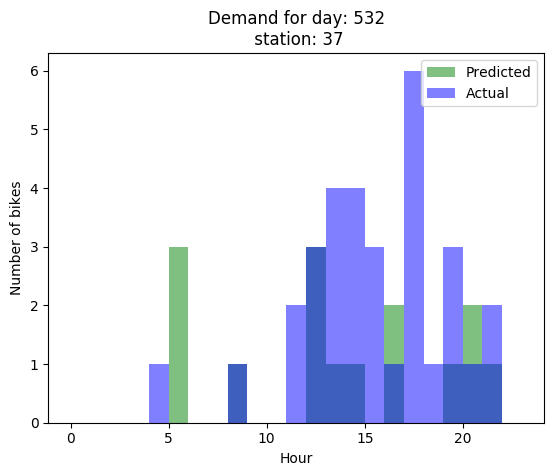 Demand for day: 532
station: 37
Predicted
Actual
Number of bikes
6
5
4
3
2
1
0
0 5 10 15 20
Hour